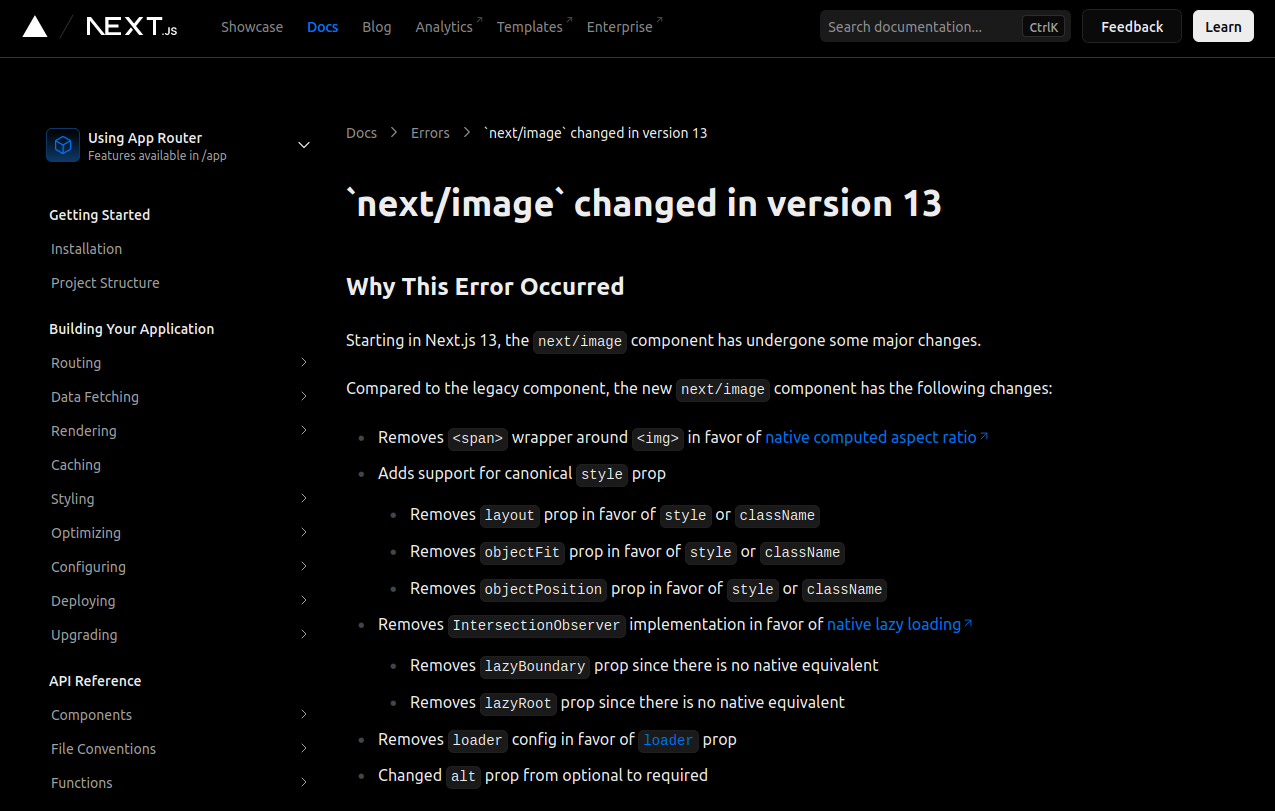 NEXT.JS Showcase Docs Blog Analytics Templates Enterprise Search documentation... CtrlK Feedback Learn
Using App Router
Features available in /app
Getting Started
Installation
Project Structure
Building Your Application
Routing
Data Fetching
Rendering
Caching
Styling
Optimizing
Configuring
Deploying
Upgrading
API Reference
Components
File Conventions
Functions
Docs > Errors > `next/image` changed in version 13
`next/image` changed in version 13
Why This Error Occurred
Starting in Next.js 13, the next/image component has undergone some major changes.
Compared to the legacy component, the new next/image component has the following changes:
Removes <span> wrapper around <img> in favor of native computed aspect ratio
Adds support for canonical style prop
Removes layout prop in favor of style or className
Removes objectFit prop in favor of style or className
Removes objectPosition prop in favor of style or className
Removes IntersectionObserver implementation in favor of native lazy loading
Removes lazyBoundary prop since there is no native equivalent
Removes lazyRoot prop since there is no native equivalent
Removes loader config in favor of loader prop
Changed alt prop from optional to required